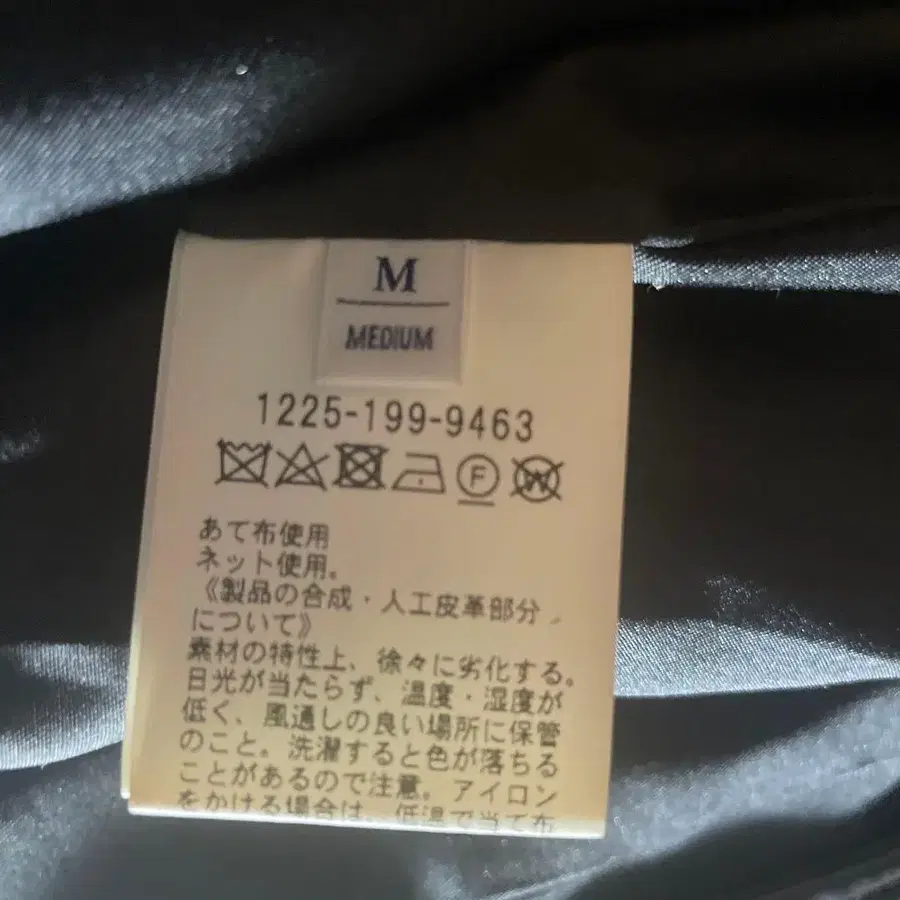 M
MEDIUM
1225-199-9463
F W
あて布使用
ネット使用。
《製品の合成・人工皮革部分
について》
素材の特性上、徐々に劣化する。
日光が当たらず、温度・湿度が
低く、風通しの良い場所に保管
のこと。洗濯すると色が落ちる
ことがあるので注意。アイロン
をかける場合は、低温で当て布